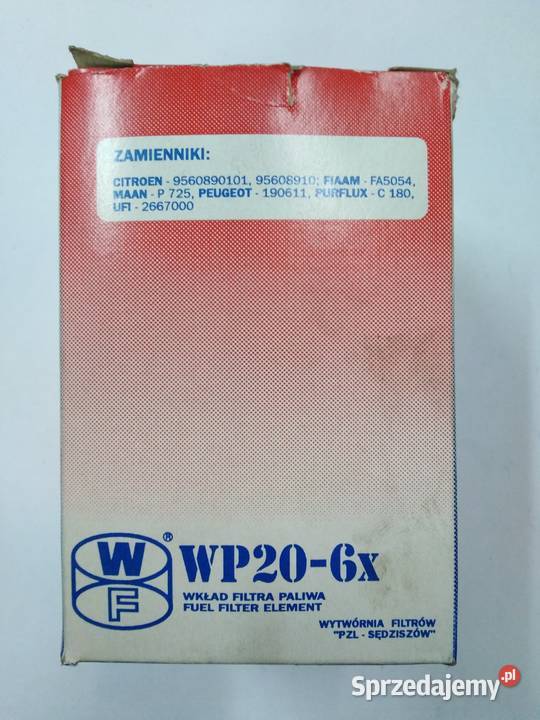 ZAMIENNIKI:
CITROEN - 9560890101, 95608910; FIAAM - FA5054,
MAAN - P 725, PEUGEOT - 190611, PURFLUX - C 180,
UFI - 2667000
W
F
®
WP20-6x
WKŁAD FILTRA PALIWA
FUEL FILTER ELEMENT
WYTWÓRNIA FILTRÓW
"PZL - SĘDZISZÓW"
Sprzedajemy.pl